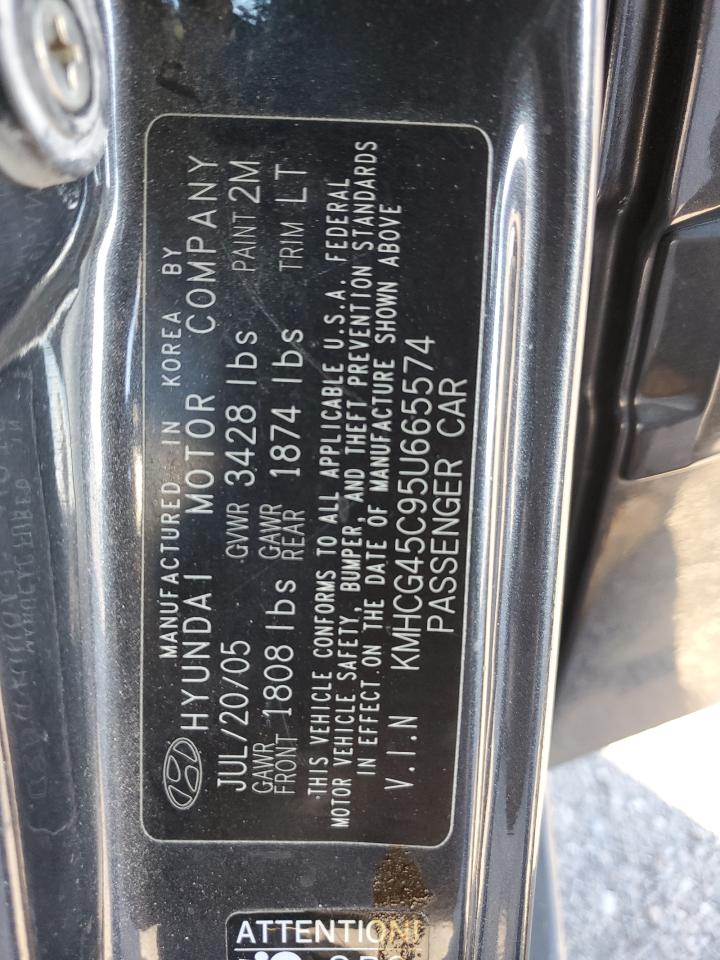 MANUFACTURED IN KOREA BY
HYUNDAI MOTOR COMPANY
JUL/20/05 GVWR 3428 lbs PAINT 2M
GAWR FRONT 1808 lbs GAWR REAR 1874 lbs TRIM LT
THIS VEHICLE CONFORMS TO ALL APPLICABLE U.S.A. FEDERAL
MOTOR VEHICLE SAFETY, BUMPER, AND THEFT PREVENTION STANDARDS
IN EFFECT ON THE DATE OF MANUFACTURE SHOWN ABOVE
V.I.N KMHCG45C95U665574
PASSENGER CAR
ATTENTION!